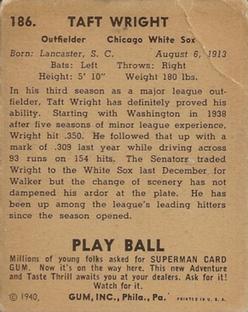 186. TAFT WRIGHT
Outfielder Chicago White Sox
Born: Lancaster, S. C. August 6, 1913
Bats: Left Throws: Right
Height: 5' 10" Weight: 180 lbs.
In his third season as a major league out-
fielder, Taft Wright has definitely proved his
ability. Starting with Washington in 1938
after five seasons of minor league experience,
Wright hit .350. He followed that up with a
mark of .309 last year while driving across
93 runs on 154 hits. The Senators traded
Wright to the White Sox last December for
Walker but the change of scenery has not
dampened his ardor at the plate. He has
been up among the league's leading hitters
since the season opened.
PLAY BALL
Millions of young folks asked for SUPERMAN CARD
GUM. Now it's on the way here. This new Adventure
and Taste Thrill awaits you at your dealers. Ask for it!
Watch for it!
© 1940, GUM, INC., Phila., Pa. PRINTED IN U. S. A.